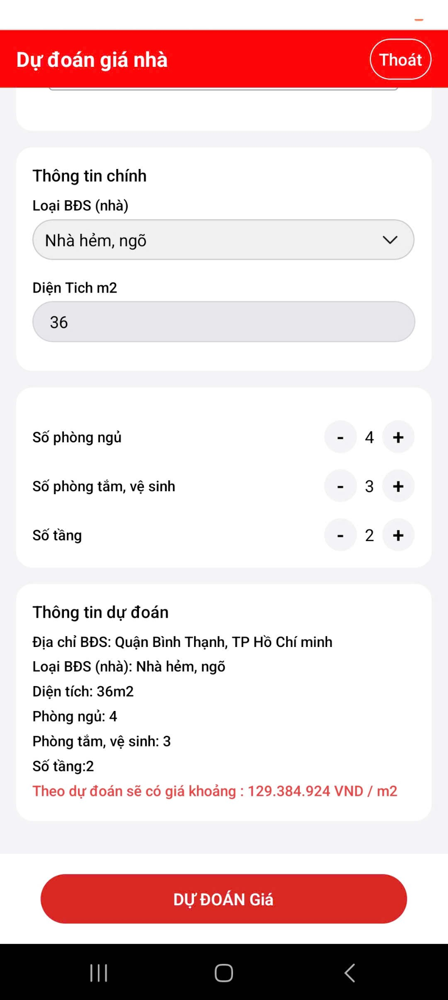 Dự đoán giá nhà
Thoát
Thông tin chính
Loại BĐS (nhà)
Nhà hẻm, ngõ
Diện Tich m2
36
Số phòng ngủ - 4 +
Số phòng tắm, vệ sinh - 3 +
Số tầng - 2 +
Thông tin dự đoán
Địa chỉ BĐS: Quận Bình Thạnh, TP Hồ Chí minh
Loại BĐS (nhà): Nhà hẻm, ngõ
Diện tích: 36m2
Phòng ngủ: 4
Phòng tắm, vệ sinh: 3
Số tầng:2
Theo dự đoán sẽ có giá khoảng : 129.384.924 VND / m2
DỰ ĐOÁN Giá